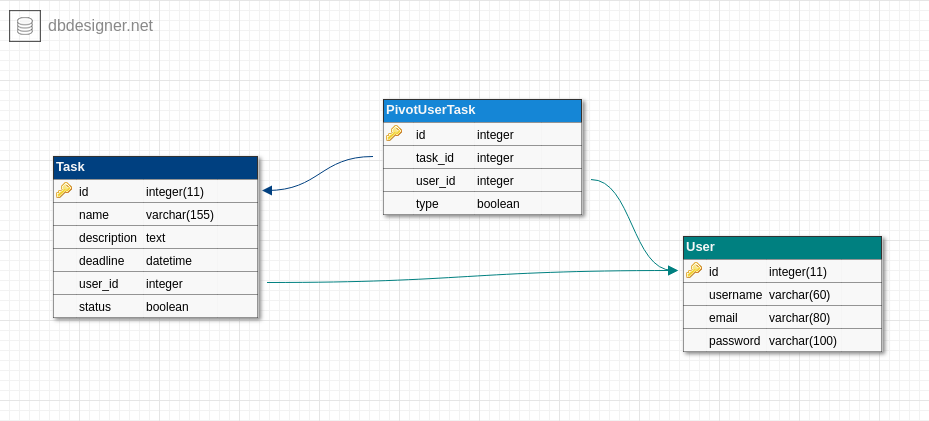 dbdesigner.net
PivotUserTask
id integer
task_id integer
user_id integer
type boolean
Task
id integer(11)
name varchar(155)
description text
deadline datetime
user_id integer
status boolean
User
id integer(11)
username varchar(60)
email varchar(80)
password varchar(100)